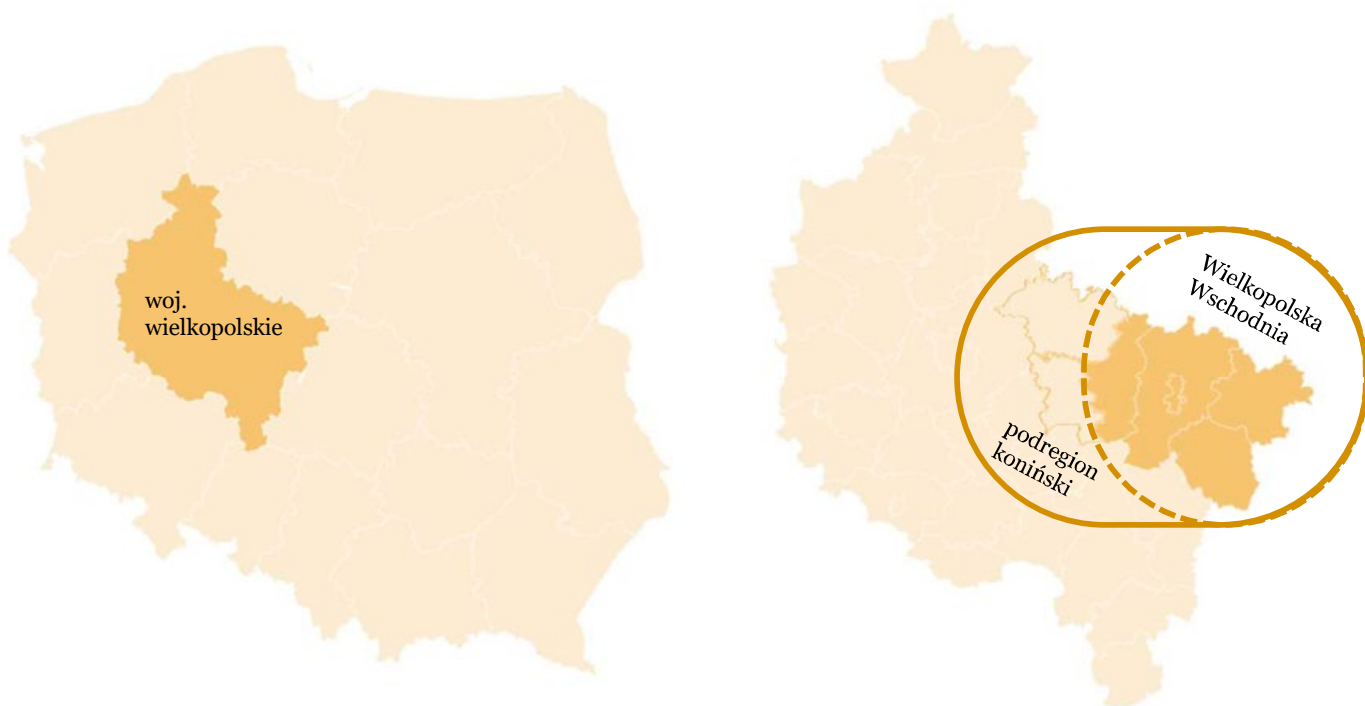 woj.
wielkopolskie
Wielkopolska
Wschodnia
podregion
koniński